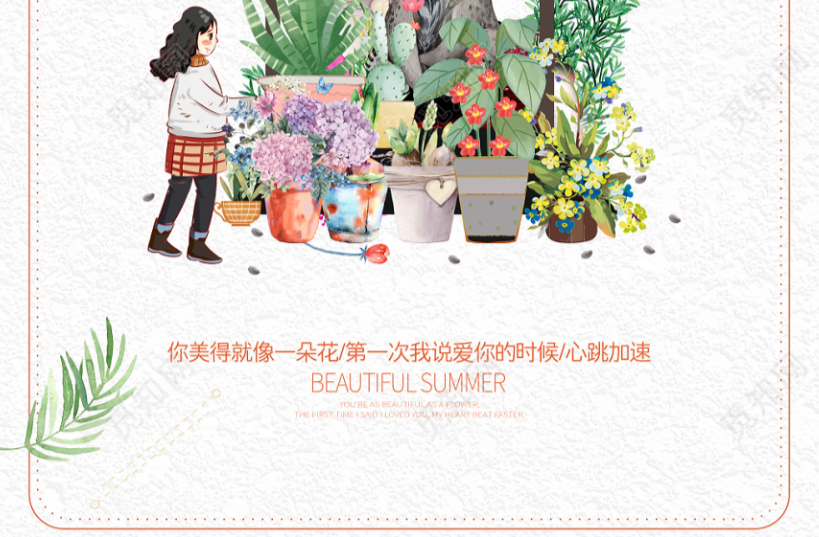 你美得就像一朵花/第一次我说爱你的时候/心跳加速
BEAUTIFUL SUMMER
YOU'RE AS BEAUTIFUL AS A FLOWER,
THE FIRST TIME I SAID I LOVED YOU, MY HEART BEAT FASTER